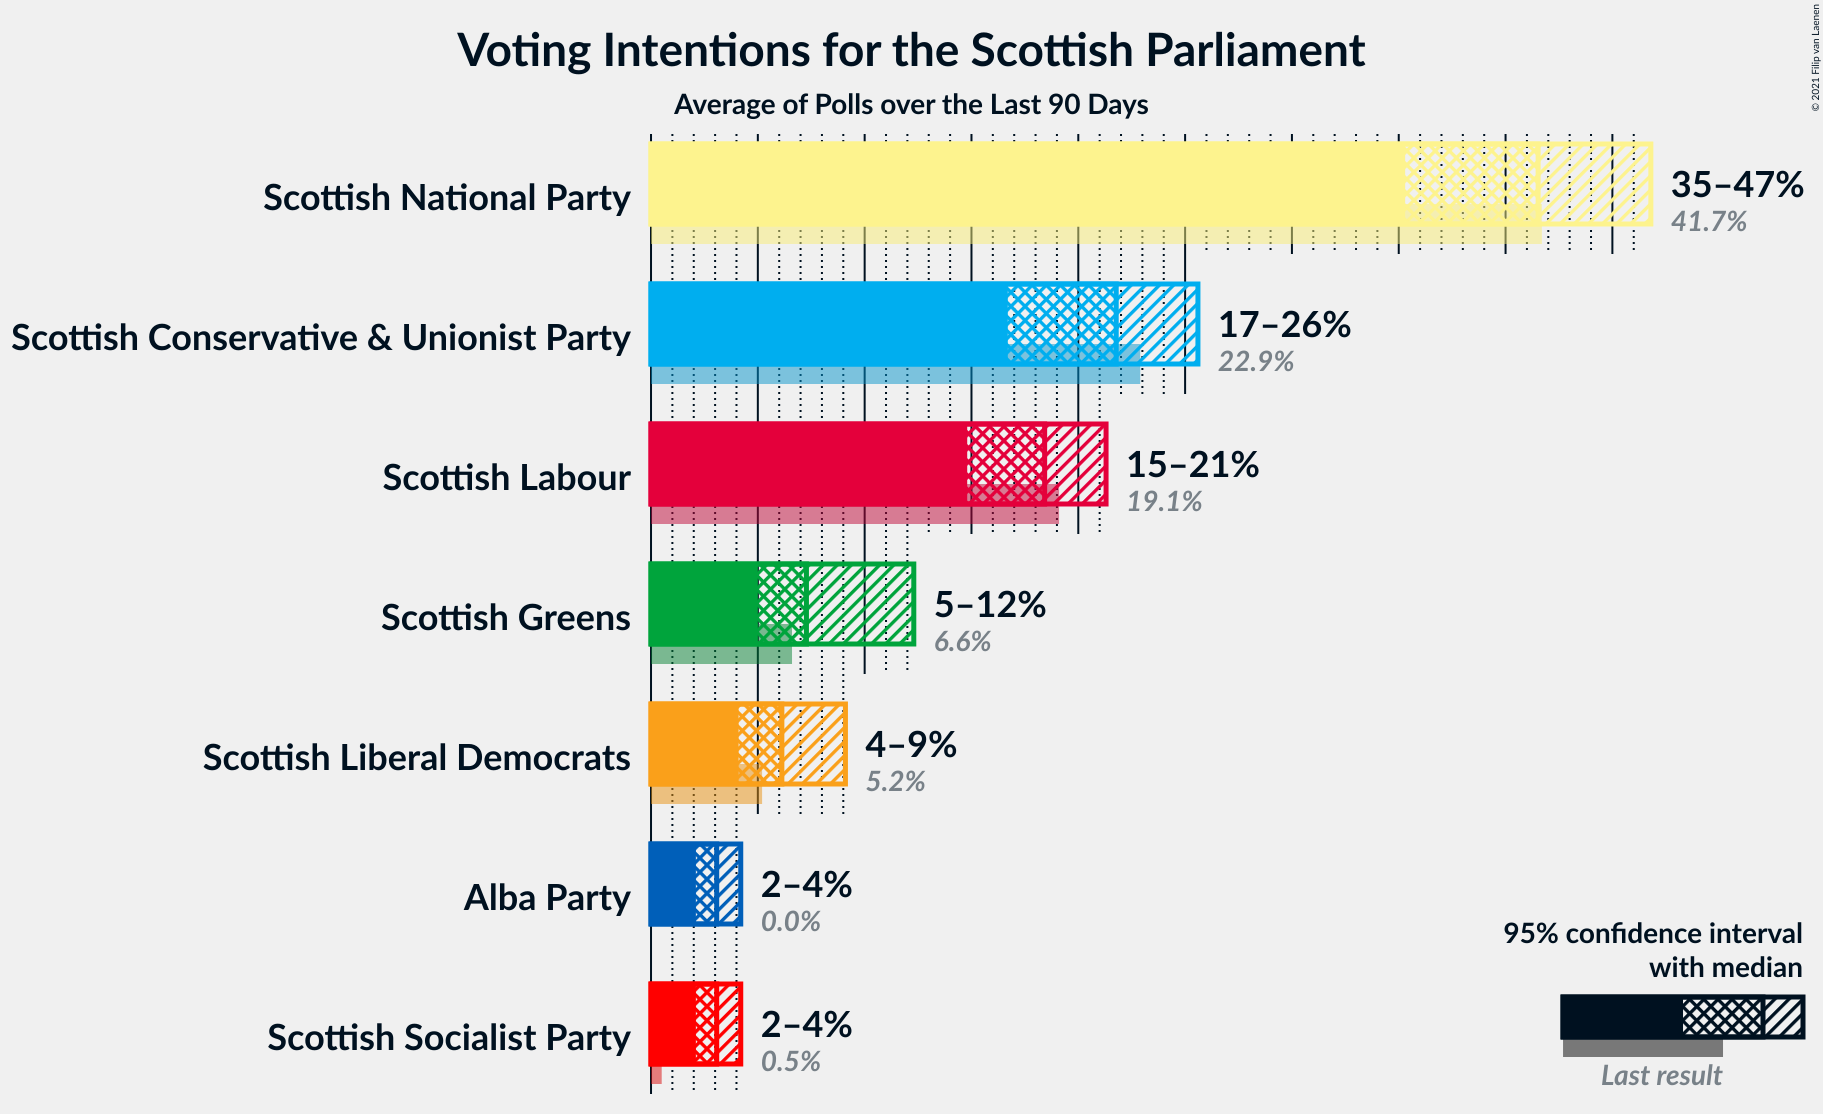 Voting Intentions for the Scottish Parliament
Average of Polls over the Last 90 Days
© 2021 Filip van Laenen
Scottish National Party
35–47%
41.7%
Scottish Conservative & Unionist Party
17–26%
22.9%
Scottish Labour
15–21%
19.1%
Scottish Greens
5–12%
6.6%
Scottish Liberal Democrats
4–9%
5.2%
Alba Party
2–4%
0.0%
Scottish Socialist Party
2–4%
0.5%
95% confidence interval
with median
Last result